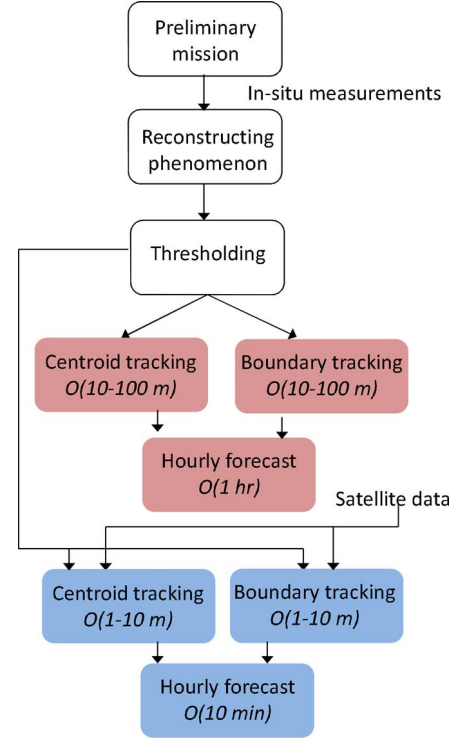 Preliminary
mission
In-situ measurements
Reconstructing
phenomenon
Thresholding
Centroid tracking
O(10-100 m)
Boundary tracking
O(10-100 m)
Hourly forecast
O(1 hr)
Satellite data
Centroid tracking
O(1-10 m)
Boundary tracking
O(1-10 m)
Hourly forecast
O(10 min)